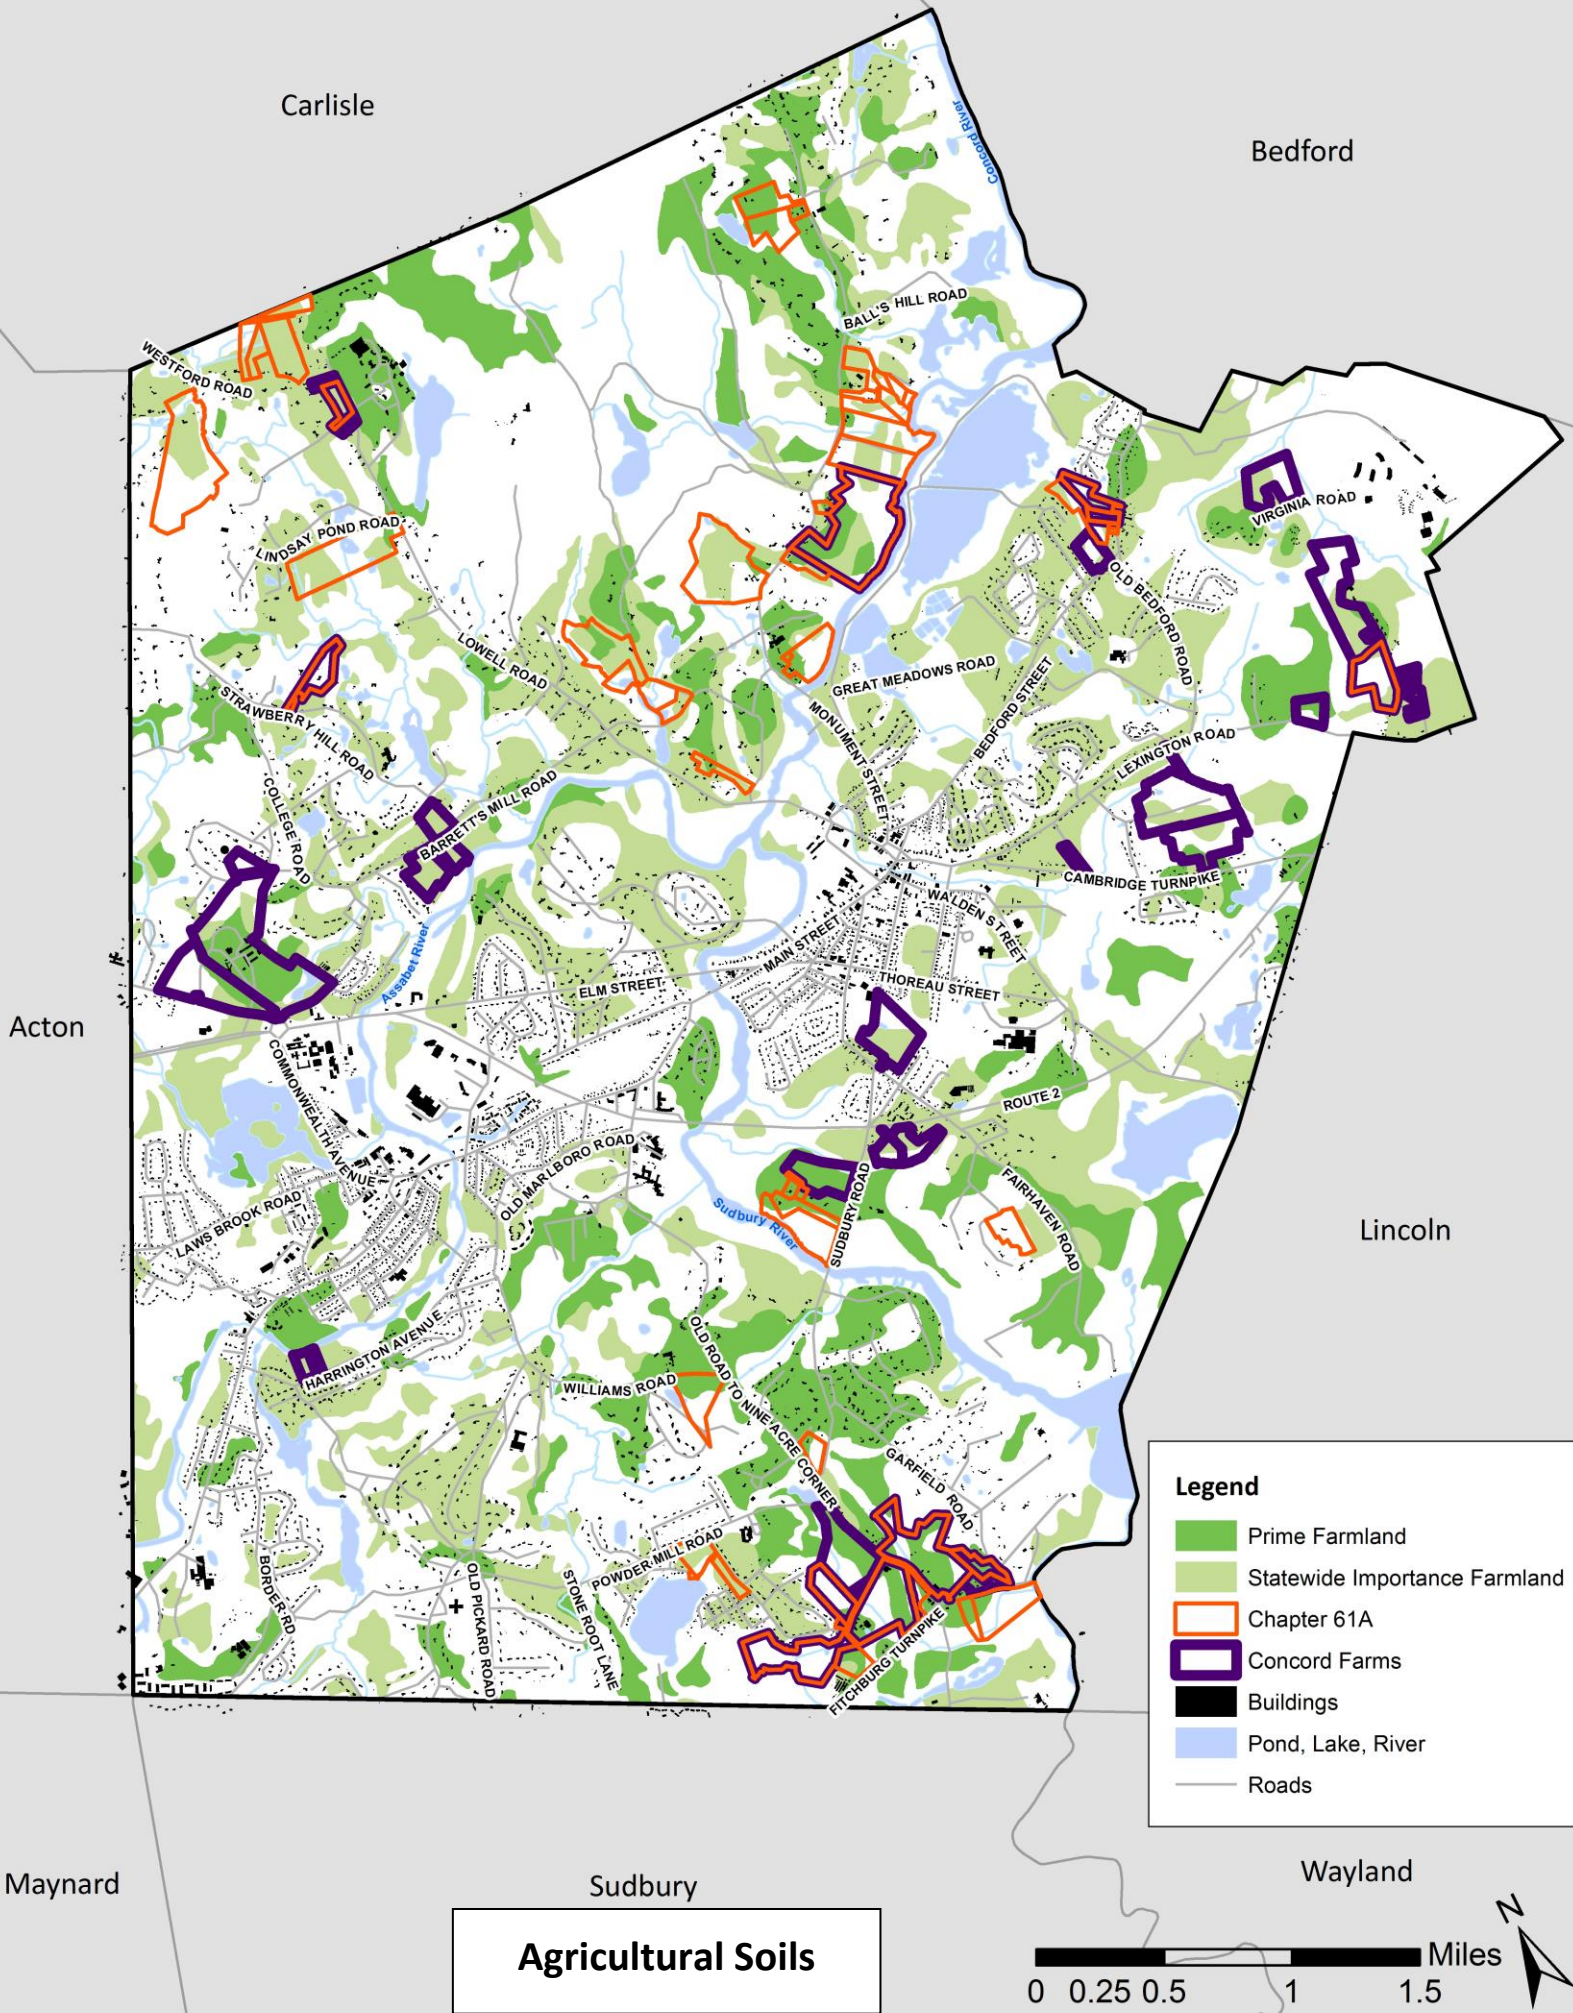 Carlisle
Bedford
Concord River
BALL'S HILL ROAD
WESTFORD ROAD
VIRGINIA ROAD
LINDSAY POND ROAD
OLD BEDFORD ROAD
LOWELL ROAD
GREAT MEADOWS ROAD
STRAWBERRY HILL ROAD
MONUMENT STREET
BEDFORD STREET
LEXINGTON ROAD
COLLEGE ROAD
BARRETT'S MILL ROAD
CAMBRIDGE TURNPIKE
WALDEN STREET
MAIN STREET
Assabet River
THOREAU STREET
ELM STREET
Acton
COMMONWEALTH AVENUE
ROUTE 2
OLD MARLBORO ROAD
LAWS BROOK ROAD
FAIRHAVEN ROAD
SUDBURY ROAD
Sudbury River
Lincoln
HARRINGTON AVENUE
WILLIAMS ROAD
OLD ROAD TO NINE ACRE CORNER
GARFIELD ROAD
POWDER MILL ROAD
BORDER RD
OLD PICKARD ROAD
STONE ROOT LANE
FITCHBURG TURNPIKE
Legend
Prime Farmland
Statewide Importance Farmland
Chapter 61A
Concord Farms
Buildings
Pond, Lake, River
Roads
Maynard
Sudbury
Wayland
Agricultural Soils
N
Miles
0 0.25 0.5 1 1.5